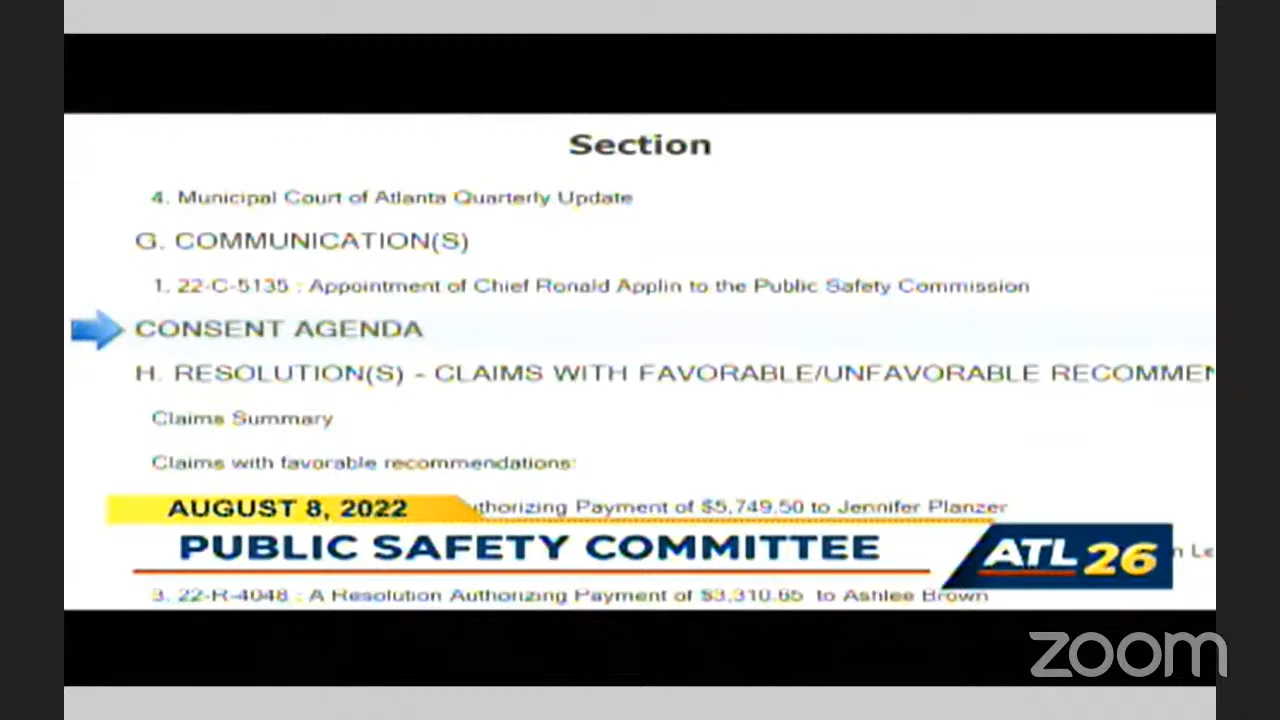 Section
4. Municipal Court of Atlanta Quarterly Update
G. COMMUNICATION(S)
1. 22-C-5135 : Appointment of Chief Ronald Applin to the Public Safety Commission
CONSENT AGENDA
H. RESOLUTION(S) - CLAIMS WITH FAVORABLE/UNFAVORABLE RECOMMEN
Claims Summary
Claims with favorable recommendations:
AUGUST 8, 2022
uthorizing Payment of $5,749.50 to Jennifer Planzer
PUBLIC SAFETY COMMITTEE
ATL 26
n Le
3. 22-R-4048 : A Resolution Authorizing Payment of $3,310.65 to Ashlee Brown
zoom